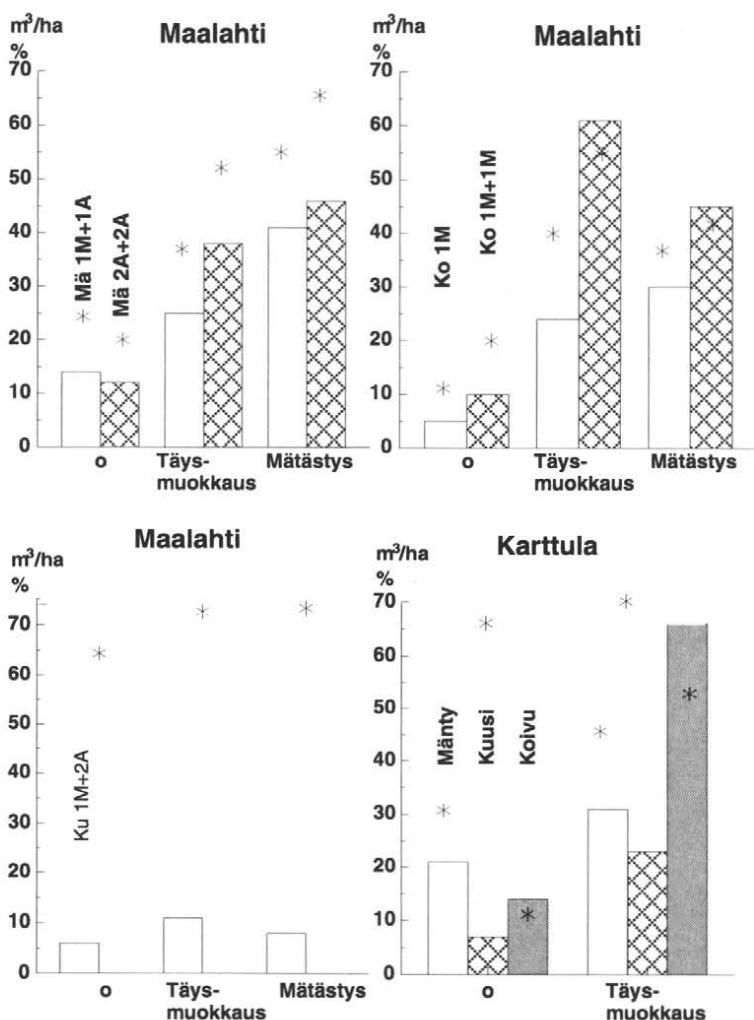 m³/ha
%
Maalahti
70
60
50
40
30
20
10
0
Mä 1M+1A
Mä 2A+2A
o
Täys-
muokkaus
Mätästys
m³/ha
%
Maalahti
70
60
50
40
30
20
10
0
Ko 1M
Ko 1M+1M
o
Täys-
muokkaus
Mätästys
m³/ha
%
Maalahti
70
60
50
40
30
20
10
0
Ku 1M+2A
o
Täys-
muokkaus
Mätästys
m³/ha
%
Karttula
70
60
50
40
30
20
10
0
Mänty
Kuusi
Koivu
o
Täys-
muokkaus